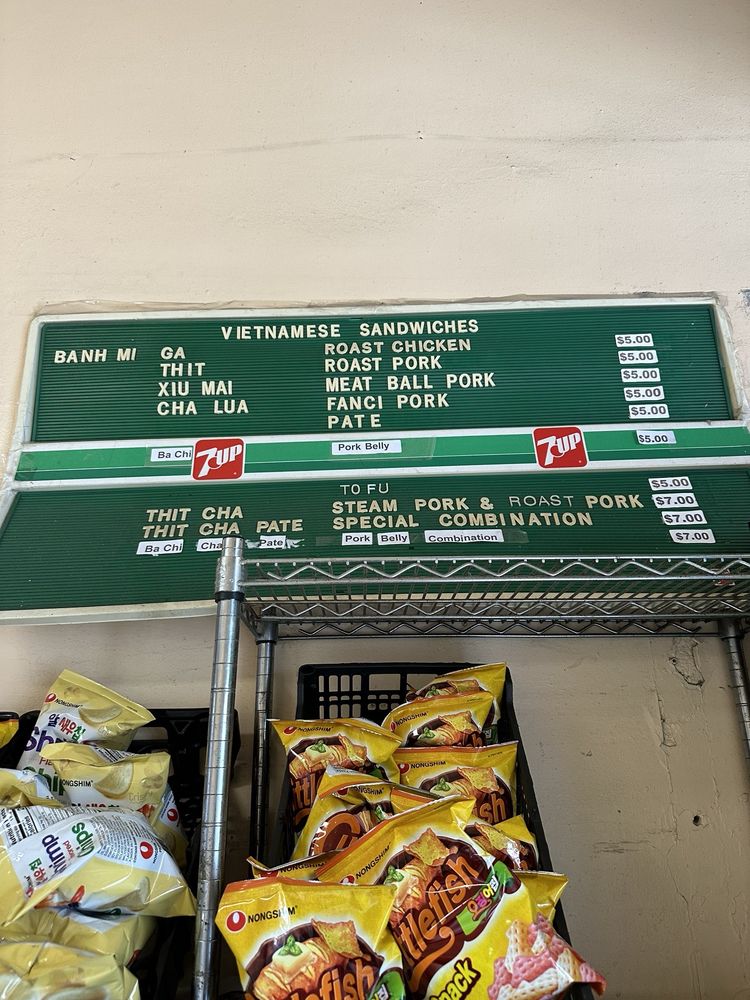 VIETNAMESE SANDWICHES
BANH MI GA ROAST CHICKEN $5.00
THIT ROAST PORK $5.00
XIU MAI MEAT BALL PORK $5.00
CHA LUA FANCI PORK $5.00
PATE $5.00
Ba Chi 7UP Pork Belly 7UP $5.00
TO FU $5.00
THIT CHA STEAM PORK & ROAST PORK $7.00
THIT CHA PATE SPECIAL COMBINATION $7.00
Ba Chi Cha Pate Pork Belly Combination $7.00
NONGSHIM
NONGSHIM
NONGSHIM
NONGSHIM
NONGSHIM
tlefish
NONGSHIM